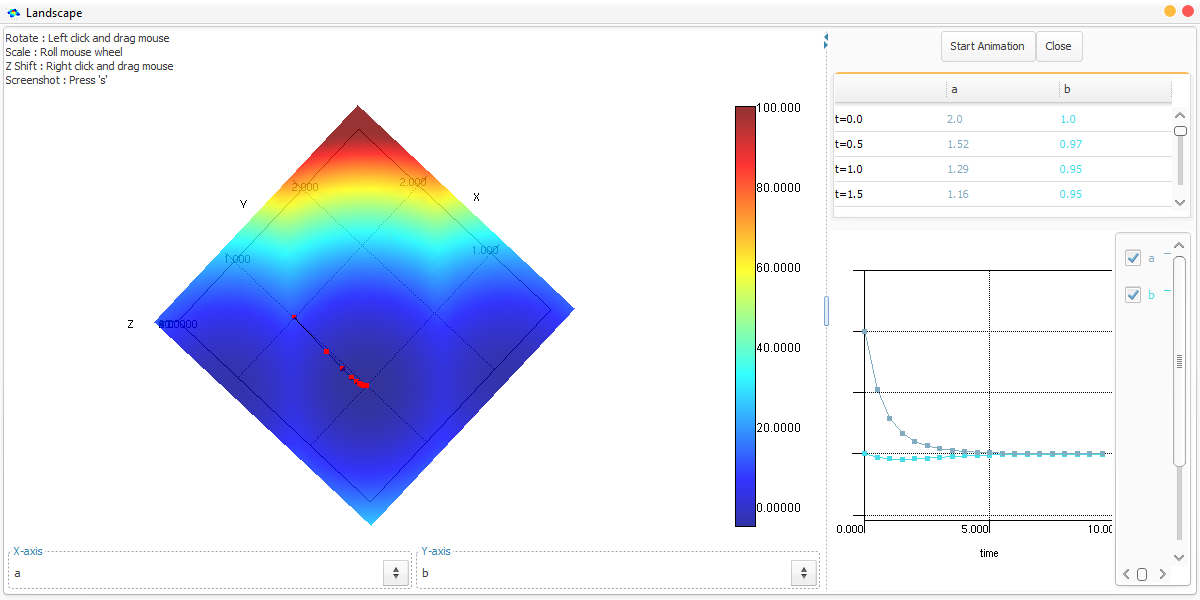 Landscape
Rotate : Left click and drag mouse
Scale : Roll mouse wheel
Z Shift : Right click and drag mouse
Screenshot : Press 's'
Start Animation
Close
a b
t=0.0 2.0 1.0
t=0.5 1.52 0.97
t=1.0 1.29 0.95
t=1.5 1.16 0.95
100.000
80.0000
60.0000
40.0000
20.0000
0.00000
2.000
2.000
Y
X
1.000
1.000
Z
a
b
0.000
5.000
10.00
time
X-axis
a
Y-axis
b